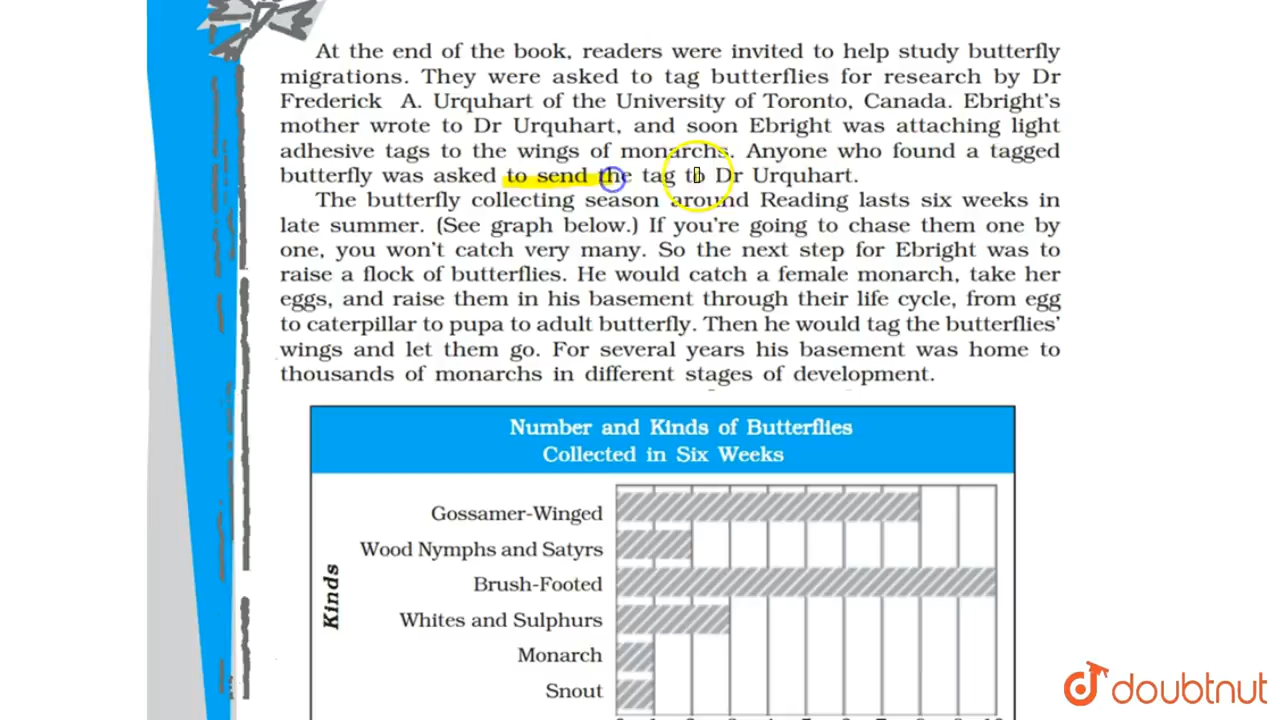 At the end of the book, readers were invited to help study butterfly
migrations. They were asked to tag butterflies for research by Dr
Frederick A. Urquhart of the University of Toronto, Canada. Ebright's
mother wrote to Dr Urquhart, and soon Ebright was attaching light
adhesive tags to the wings of monarchs. Anyone who found a tagged
butterfly was asked to send the tag to Dr Urquhart.
The butterfly collecting season around Reading lasts six weeks in
late summer. (See graph below.) If you're going to chase them one by
one, you won't catch very many. So the next step for Ebright was to
raise a flock of butterflies. He would catch a female monarch, take her
eggs, and raise them in his basement through their life cycle, from egg
to caterpillar to pupa to adult butterfly. Then he would tag the butterflies'
wings and let them go. For several years his basement was home to
thousands of monarchs in different stages of development.
Number and Kinds of Butterflies
Collected in Six Weeks
Kinds
Gossamer-Winged
Wood Nymphs and Satyrs
Brush-Footed
Whites and Sulphurs
Monarch
Snout
doubtnut